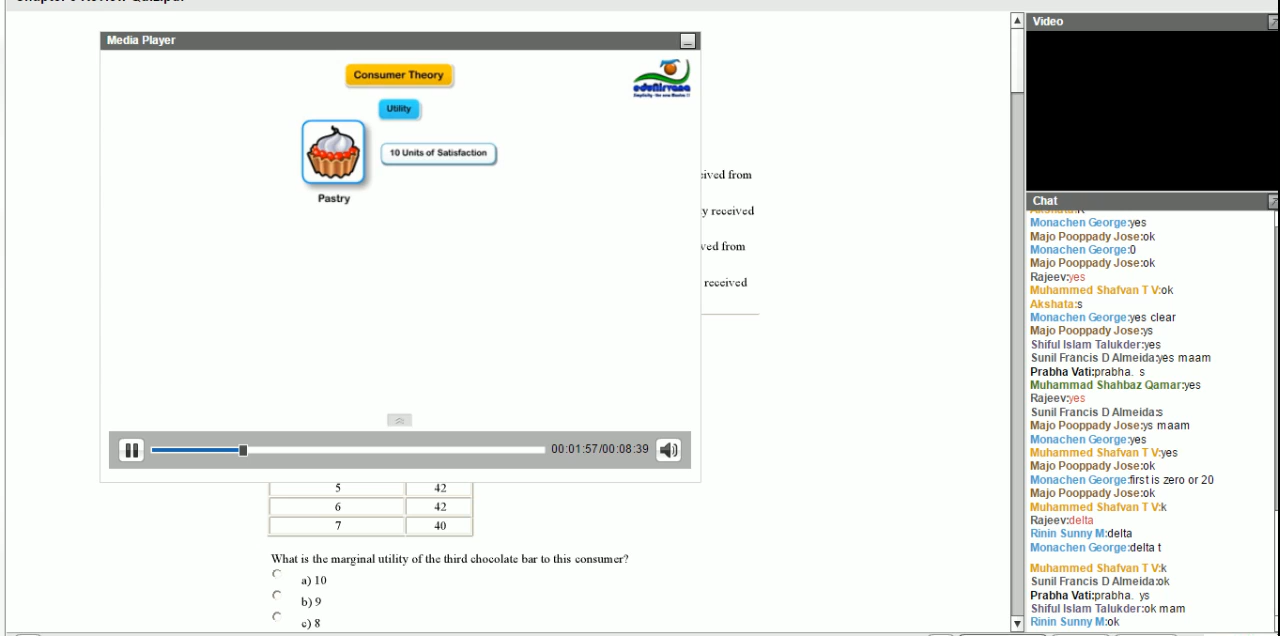 Video
Media Player
Consumer Theory
eduNirvana
Utility
10 Units of Satisfaction
Pastry
ived from
y received
ved from
received
00:01:57/00:08:39
5 42
6 42
7 40
What is the marginal utility of the third chocolate bar to this consumer?
a) 10
b) 9
c) 8
Chat
Monachen George:yes
Majo Pooppady Jose:ok
Monachen George:0
Majo Pooppady Jose:ok
Rajeev:yes
Muhammed Shafvan T V:ok
Akshata:s
Monachen George:yes clear
Majo Pooppady Jose:ys
Shiful Islam Talukder:yes
Sunil Francis D Almeida:yes maam
Prabha Vati:prabha. s
Muhammad Shahbaz Qamar:yes
Rajeev:yes
Sunil Francis D Almeida:s
Majo Pooppady Jose:ys maam
Monachen George:yes
Muhammed Shafvan T V:yes
Majo Pooppady Jose:ok
Monachen George:first is zero or 20
Majo Pooppady Jose:ok
Muhammed Shafvan T V:k
Rajeev:delta
Rinin Sunny M:delta
Monachen George:delta t
Muhammed Shafvan T V:k
Sunil Francis D Almeida:ok
Prabha Vati:prabha. ys
Shiful Islam Talukder:ok mam
Rinin Sunny M:ok